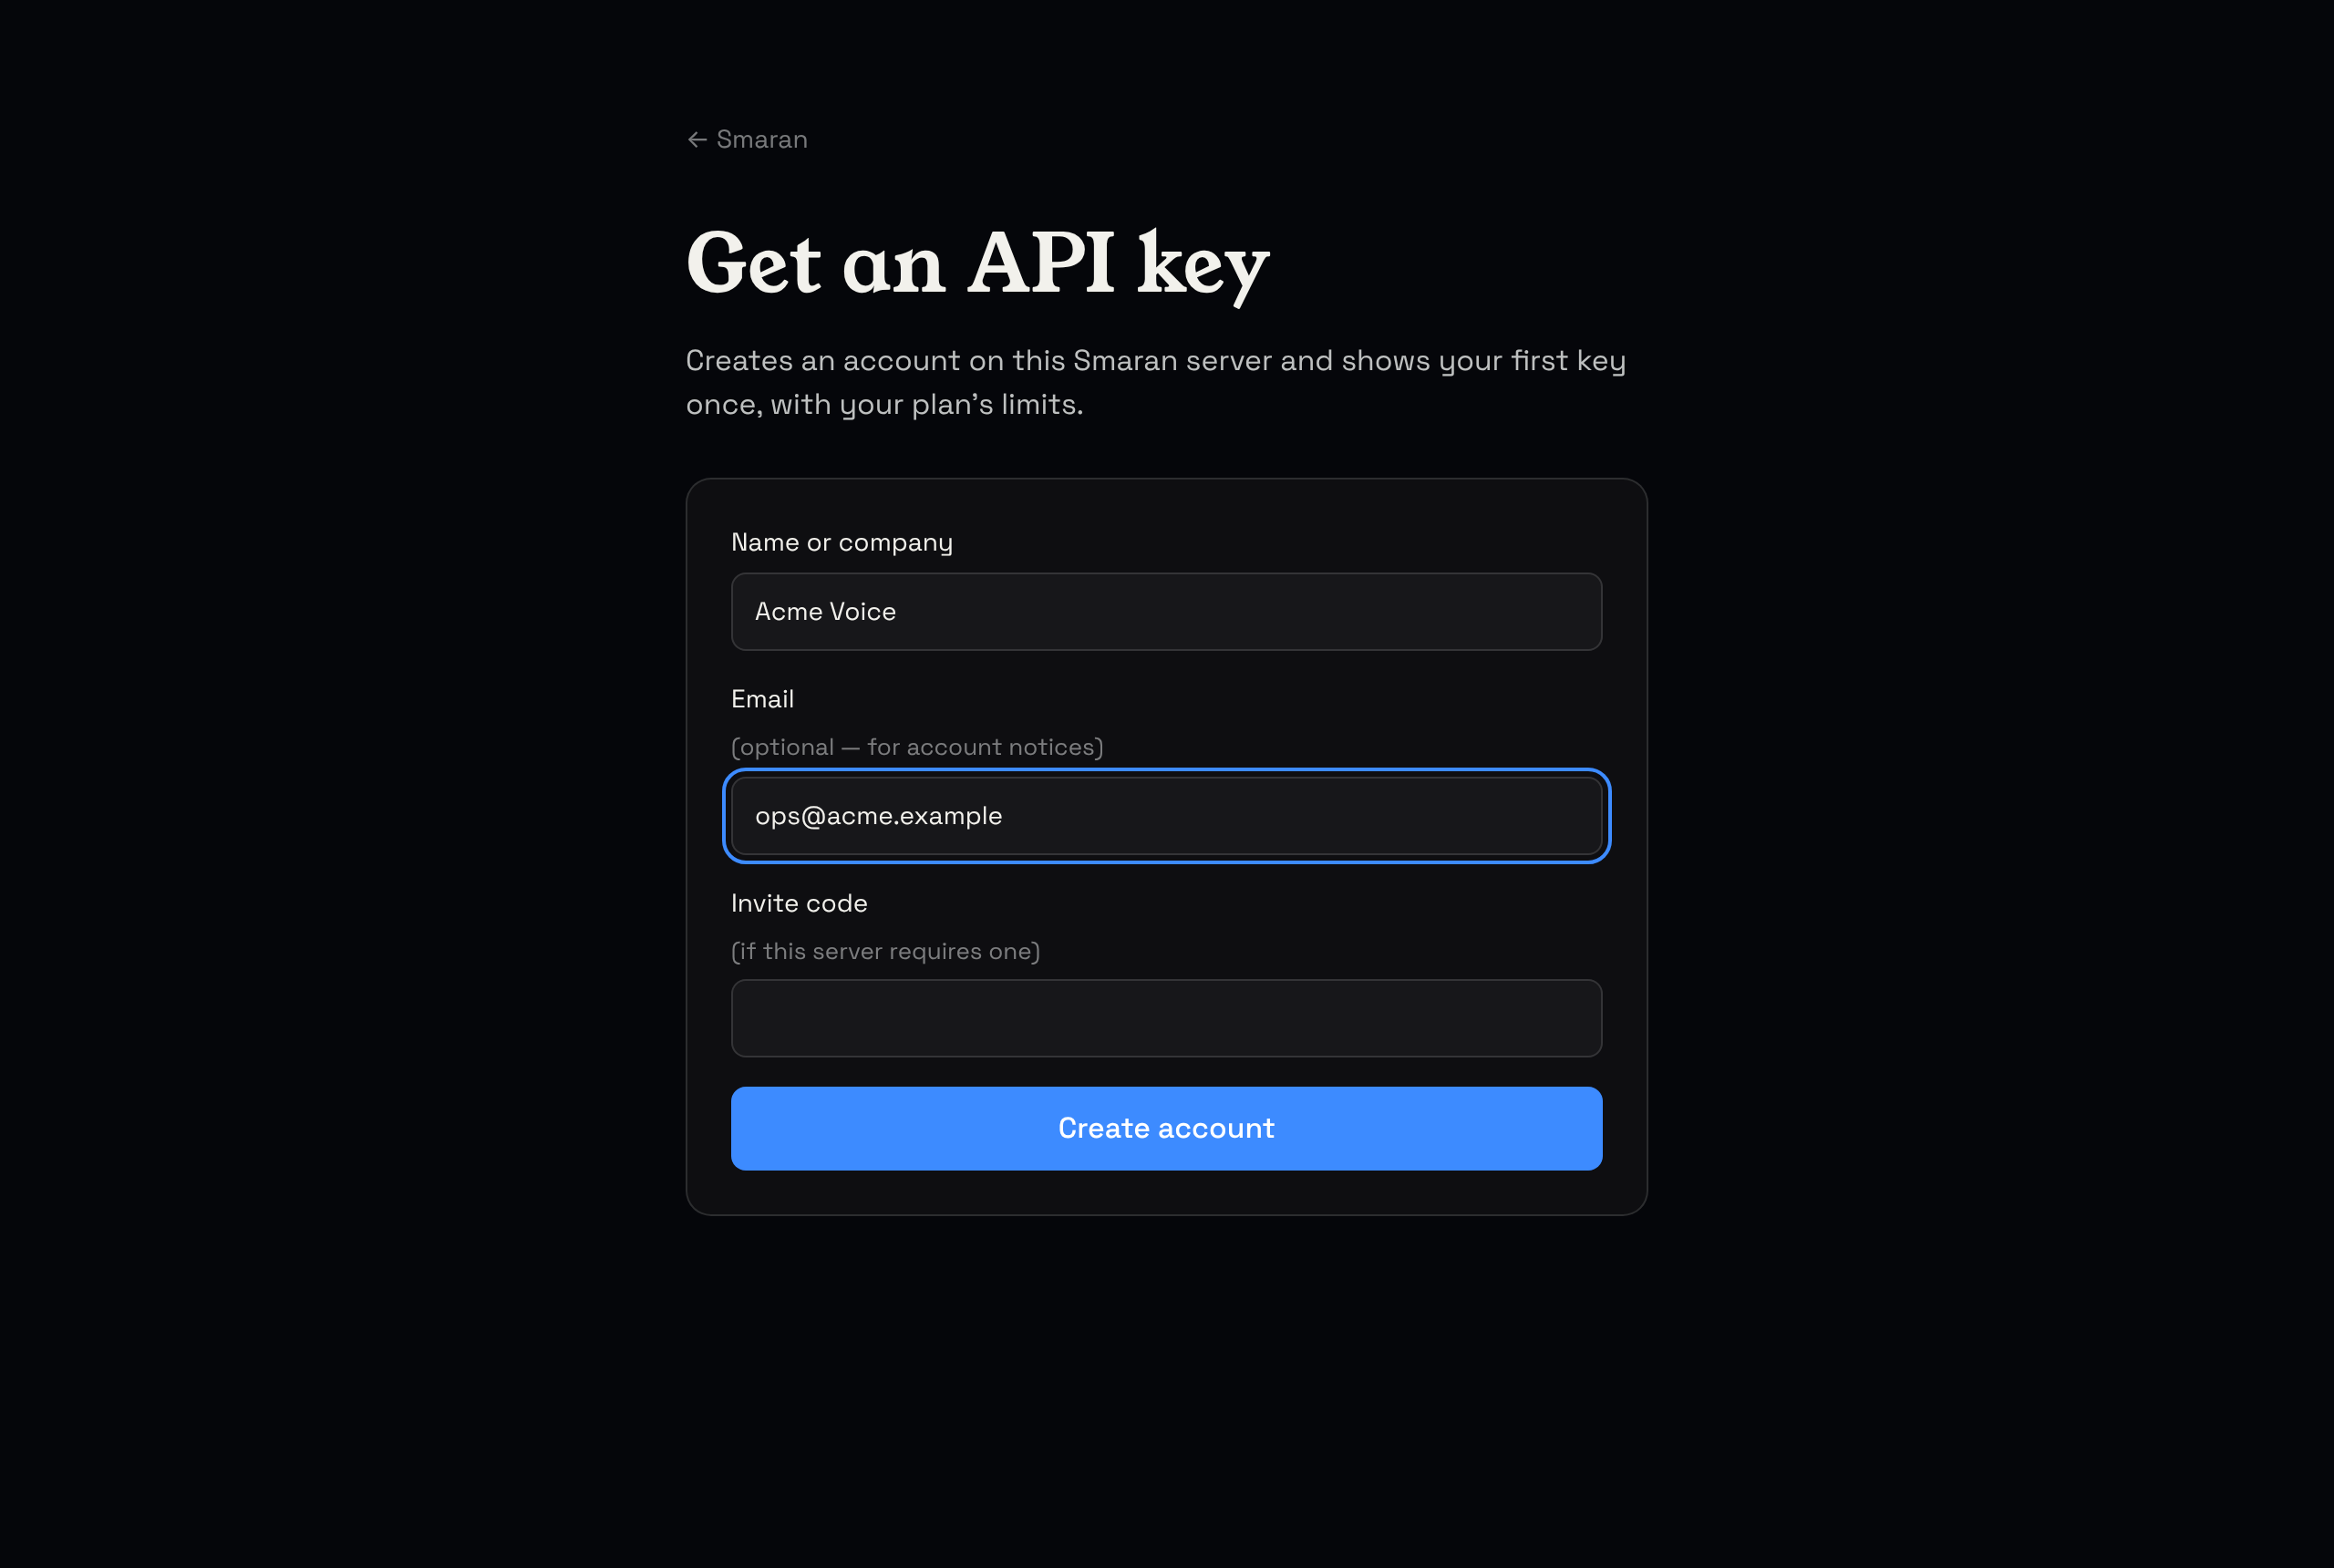 ← Smaran
Get an API key
Creates an account on this Smaran server and shows your first key
once, with your plan’s limits.
Name or company
Acme Voice
Email
(optional — for account notices)
ops@acme.example
Invite code
(if this server requires one)
Create account